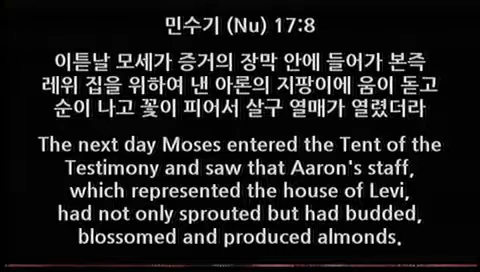 민수기 (Nu) 17:8
이튿날 모세가 증거의 장막 안에 들어가 본즉
레위 집을 위하여 낸 아론의 지팡이에 움이 돋고
순이 나고 꽃이 피어서 살구 열매가 열렸더라
The next day Moses entered the Tent of the
Testimony and saw that Aaron's staff,
which represented the house of Levi,
had not only sprouted but had budded,
blossomed and produced almonds.